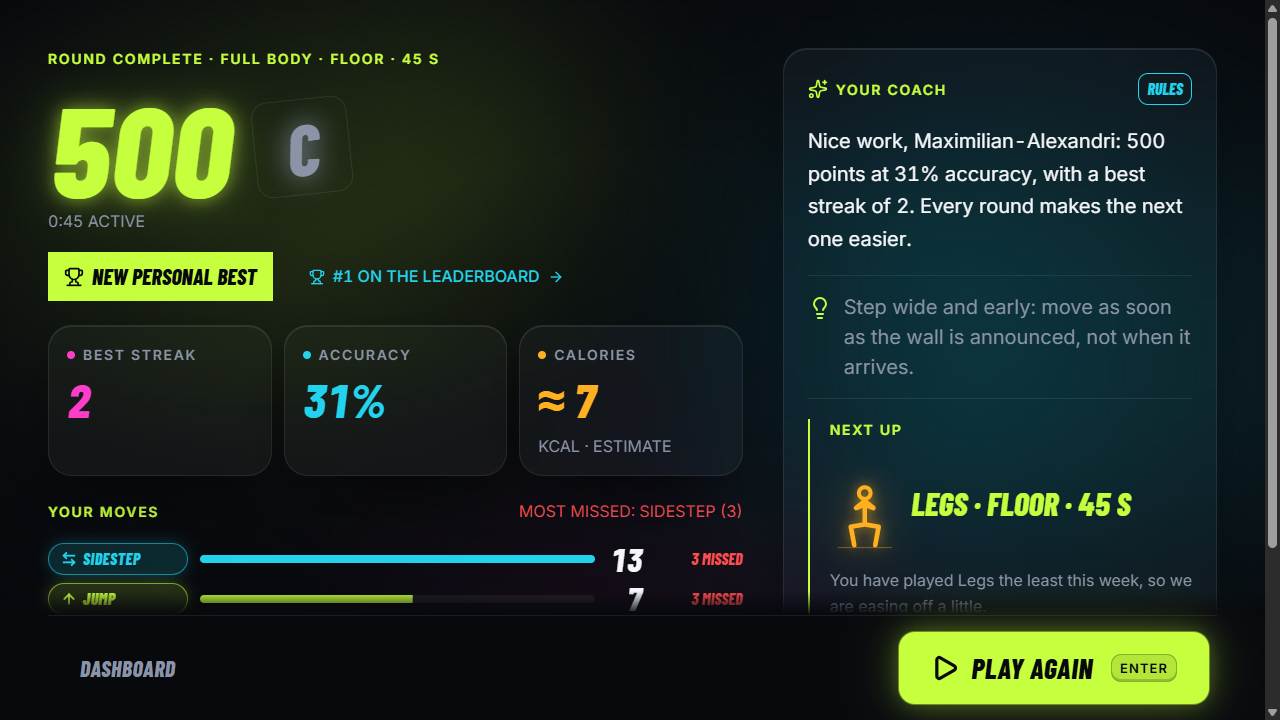 ROUND COMPLETE · FULL BODY · FLOOR · 45 S
500
C
0:45 ACTIVE
NEW PERSONAL BEST
#1 ON THE LEADERBOARD
BEST STREAK
2
ACCURACY
31%
CALORIES
≈ 7
KCAL · ESTIMATE
YOUR MOVES
MOST MISSED: SIDESTEP (3)
SIDESTEP
13
3 MISSED
JUMP
7
3 MISSED
YOUR COACH
RULES
Nice work, Maximilian-Alexandri: 500
points at 31% accuracy, with a best
streak of 2. Every round makes the next
one easier.
Step wide and early: move as soon
as the wall is announced, not when it
arrives.
NEXT UP
LEGS · FLOOR · 45 S
You have played Legs the least this week, so we
are easing off a little.
DASHBOARD
PLAY AGAIN
ENTER